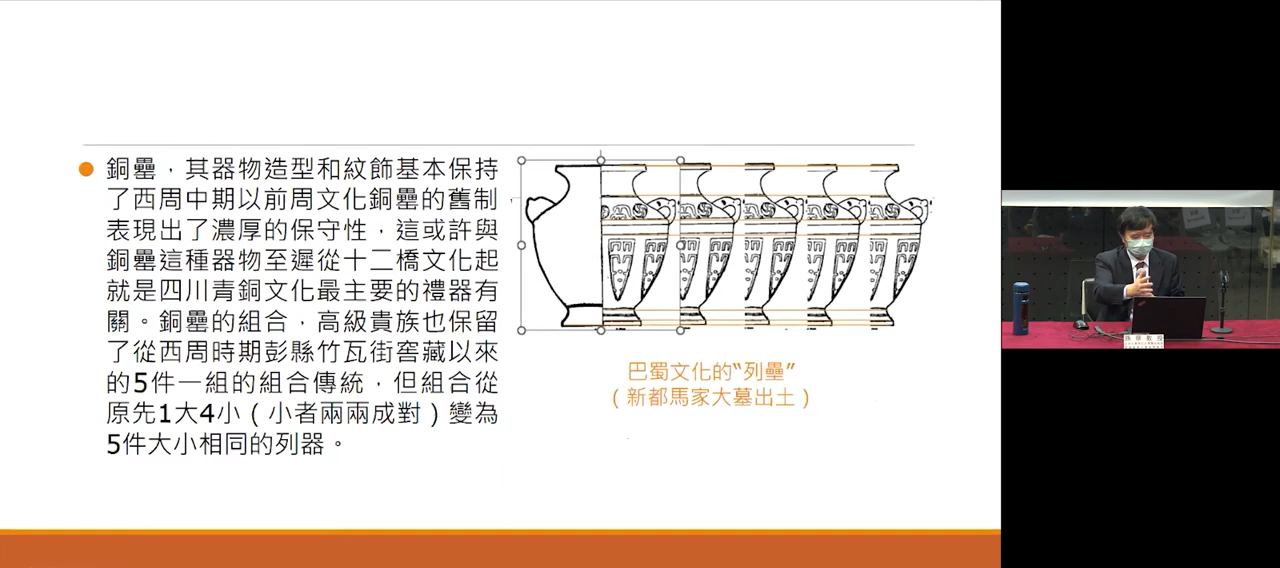 銅罍，其器物造型和紋飾基本保持
了西周中期以前周文化銅罍的舊制
表現出了濃厚的保守性，這或許與
銅罍這種器物至遲從十二橋文化起
就是四川青銅文化最主要的禮器有
關。銅罍的組合，高級貴族也保留
了從西周時期彭縣竹瓦街窖藏以來
的5件一組的組合傳統，但組合從
原先1大4小（小者兩兩成對）變為
5件大小相同的列器。
巴蜀文化的“列罍”
（新都馬家大墓出土）